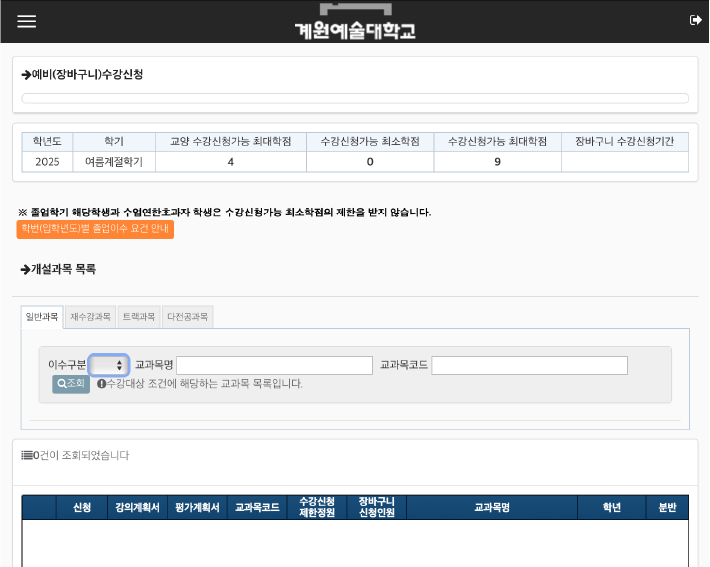 계원예술대학교
예비(장바구니)수강신청
학년도 학기 교양 수강신청가능 최대학점 수강신청가능 최소학점 수강신청가능 최대학점 장바구니 수강신청기간
2025 여름계절학기 4 0 9
※ 졸업학기 해당학생과 수업연한초과자 학생은 수강신청가능 최소학점의 제한을 받지 않습니다.
학번(입학년도)별 졸업이수 요건 안내
개설과목 목록
일반과목 재수강과목 트랙과목 다전공과목
이수구분 교과목명 교과목코드
조회 수강대상 조건에 해당하는 교과목 목록입니다.
0건이 조회되었습니다
신청 강의계획서 평가계획서 교과목코드 수강신청 제한정원 장바구니 신청인원 교과목명 학년 분반